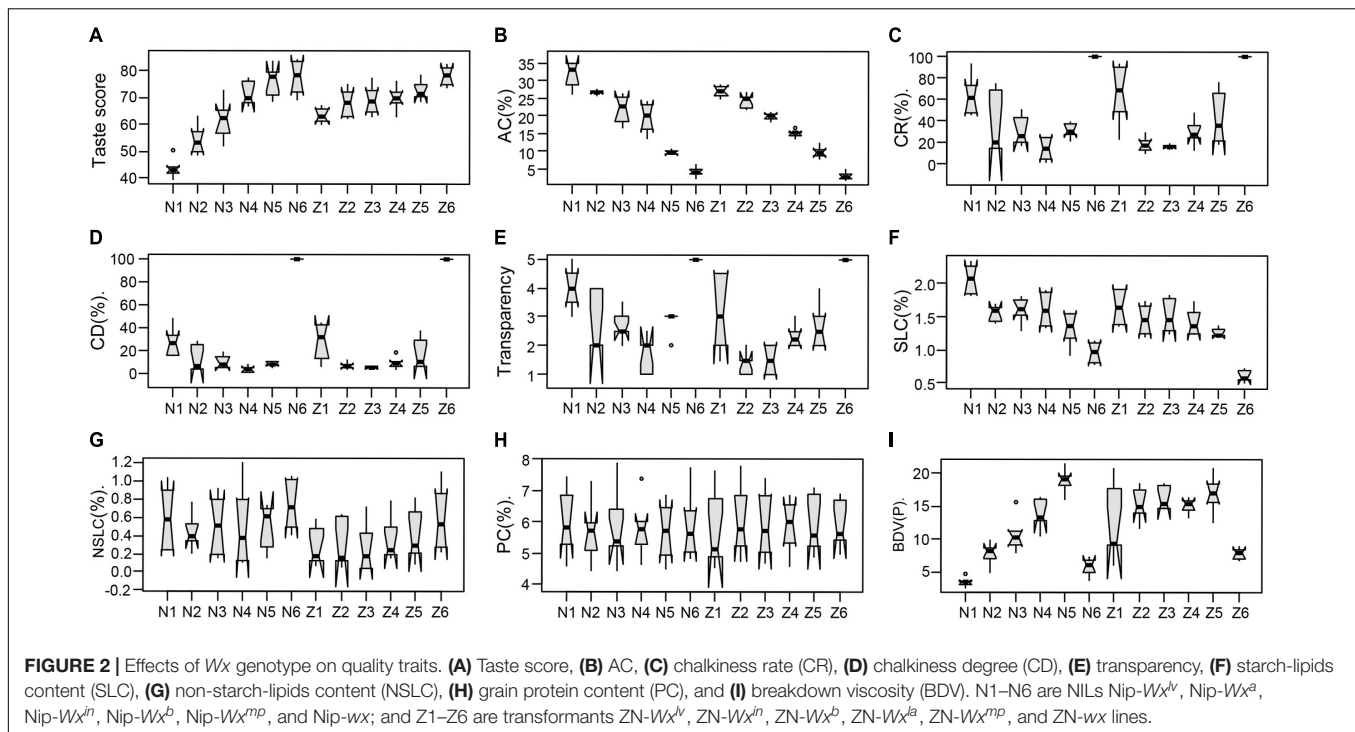 A
Taste score
80
70
60
50
40
N1 N2 N3 N4 N5 N6 Z1 Z2 Z3 Z4 Z5 Z6
B
AC(%)
35
30
25
20
15
10
5
N1 N2 N3 N4 N5 N6 Z1 Z2 Z3 Z4 Z5 Z6
C
CR(%).
100
80
60
40
20
0
N1 N2 N3 N4 N5 N6 Z1 Z2 Z3 Z4 Z5 Z6
D
CD(%).
100
80
60
40
20
0
N1 N2 N3 N4 N5 N6 Z1 Z2 Z3 Z4 Z5 Z6
E
Transparency
5
4
3
2
1
N1 N2 N3 N4 N5 N6 Z1 Z2 Z3 Z4 Z5 Z6
F
SLC(%)
2.0
1.5
1.0
0.5
N1 N2 N3 N4 N5 N6 Z1 Z2 Z3 Z4 Z5 Z6
G
NSLC(%).
1.2
1.0
0.8
0.6
0.4
0.2
0.0
-0.2
N1 N2 N3 N4 N5 N6 Z1 Z2 Z3 Z4 Z5 Z6
H
PC(%).
8
7
6
5
4
N1 N2 N3 N4 N5 N6 Z1 Z2 Z3 Z4 Z5 Z6
I
BDV(P).
20
15
10
5
N1 N2 N3 N4 N5 N6 Z1 Z2 Z3 Z4 Z5 Z6
FIGURE 2 | Effects of Wx genotype on quality traits. (A) Taste score, (B) AC, (C) chalkiness rate (CR), (D) chalkiness degree (CD), (E) transparency, (F) starch-lipids
content (SLC), (G) non-starch-lipids content (NSLC), (H) grain protein content (PC), and (I) breakdown viscosity (BDV). N1–N6 are NILs Nip-Wxlv, Nip-Wxa,
Nip-Wxin, Nip-Wxb, Nip-Wxmp, and Nip-wx; and Z1–Z6 are transformants ZN-Wxlv, ZN-Wxin, ZN-Wxb, ZN-Wxla, ZN-Wxmp, and ZN-wx lines.